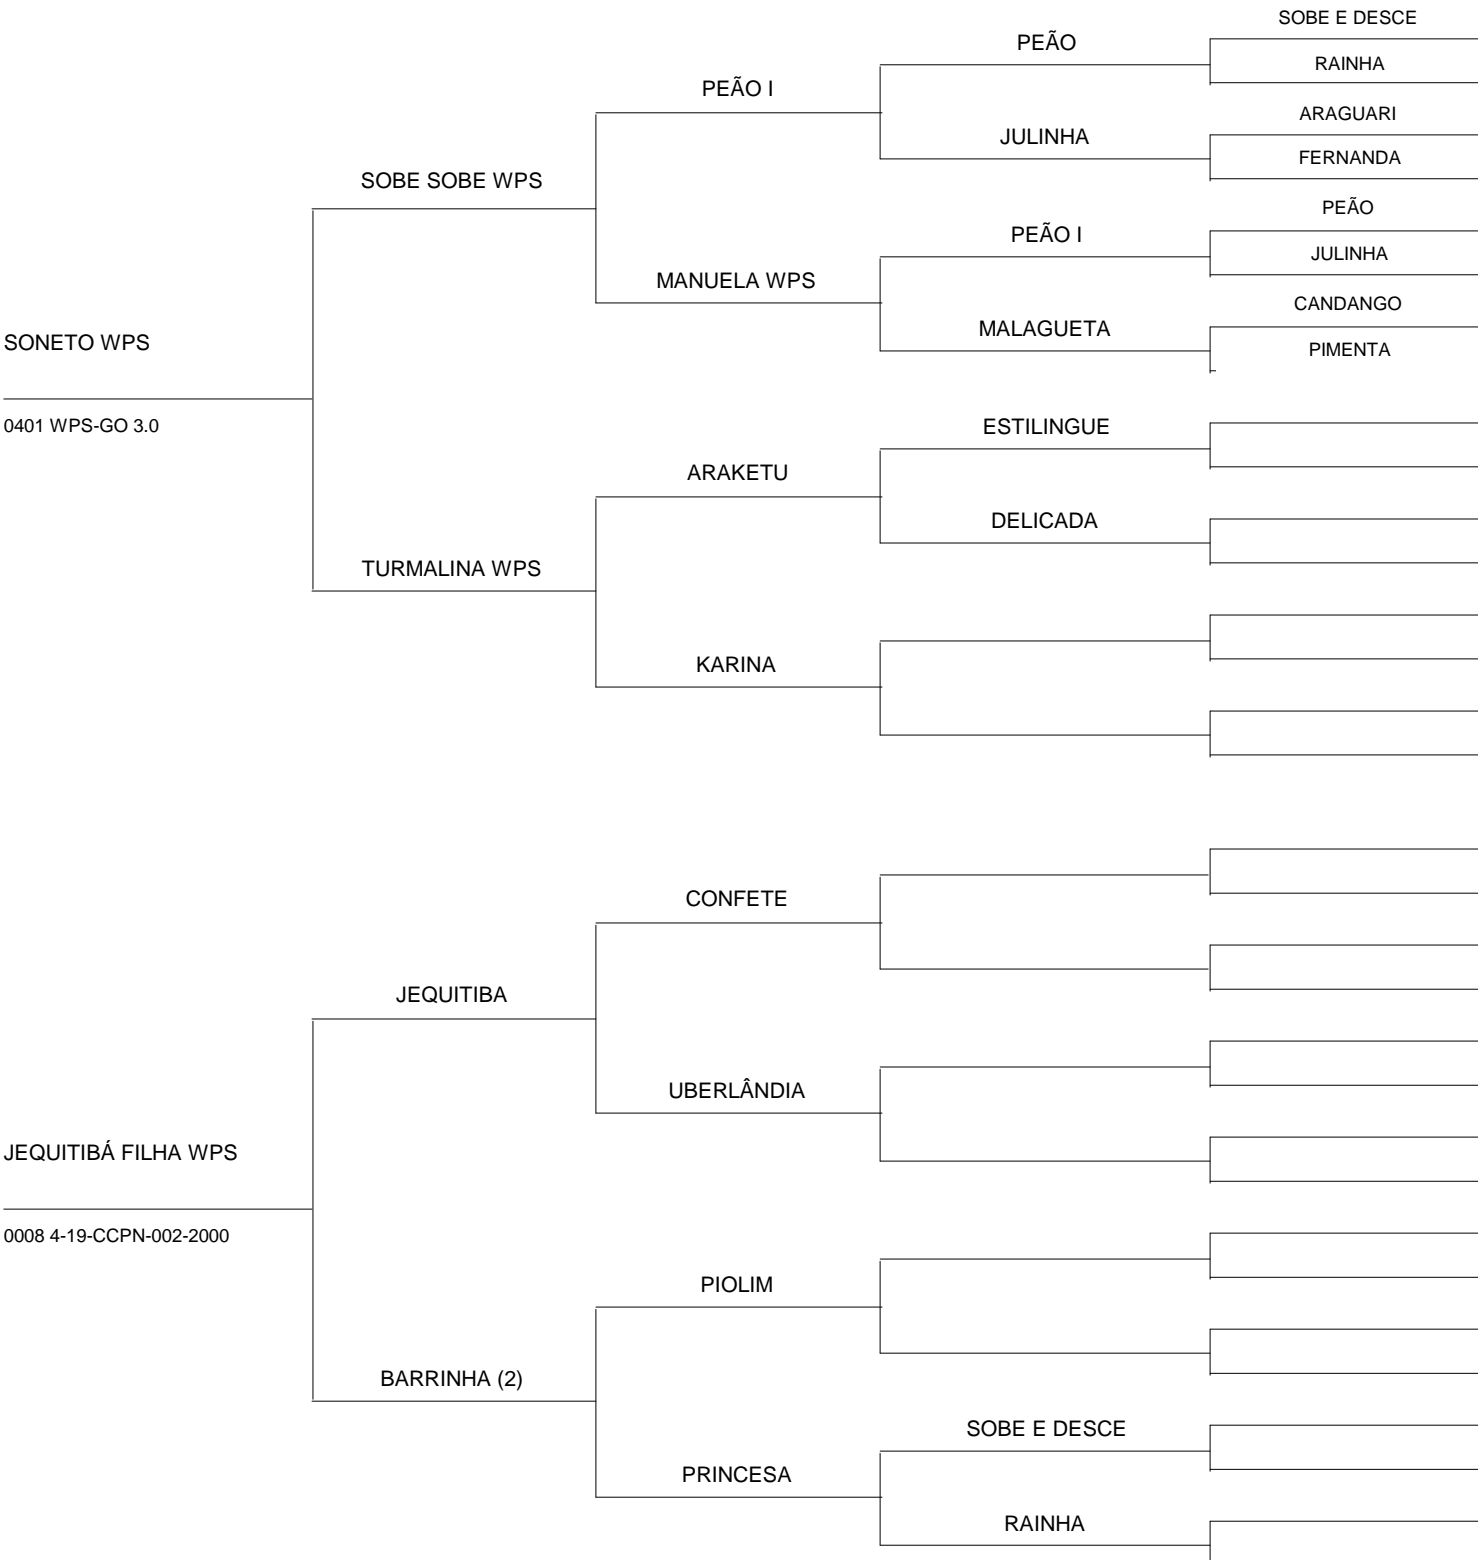 SOBE E DESCE
PEÃO
RAINHA
PEÃO I
ARAGUARI
JULINHA
FERNANDA
SOBE SOBE WPS
PEÃO
PEÃO I
JULINHA
MANUELA WPS
CANDANGO
MALAGUETA
SONETO WPS
PIMENTA
0401 WPS-GO 3.0
ESTILINGUE
ARAKETU
DELICADA
TURMALINA WPS
KARINA
CONFETE
JEQUITIBA
UBERLÂNDIA
JEQUITIBÁ FILHA WPS
0008 4-19-CCPN-002-2000
PIOLIM
BARRINHA (2)
SOBE E DESCE
PRINCESA
RAINHA